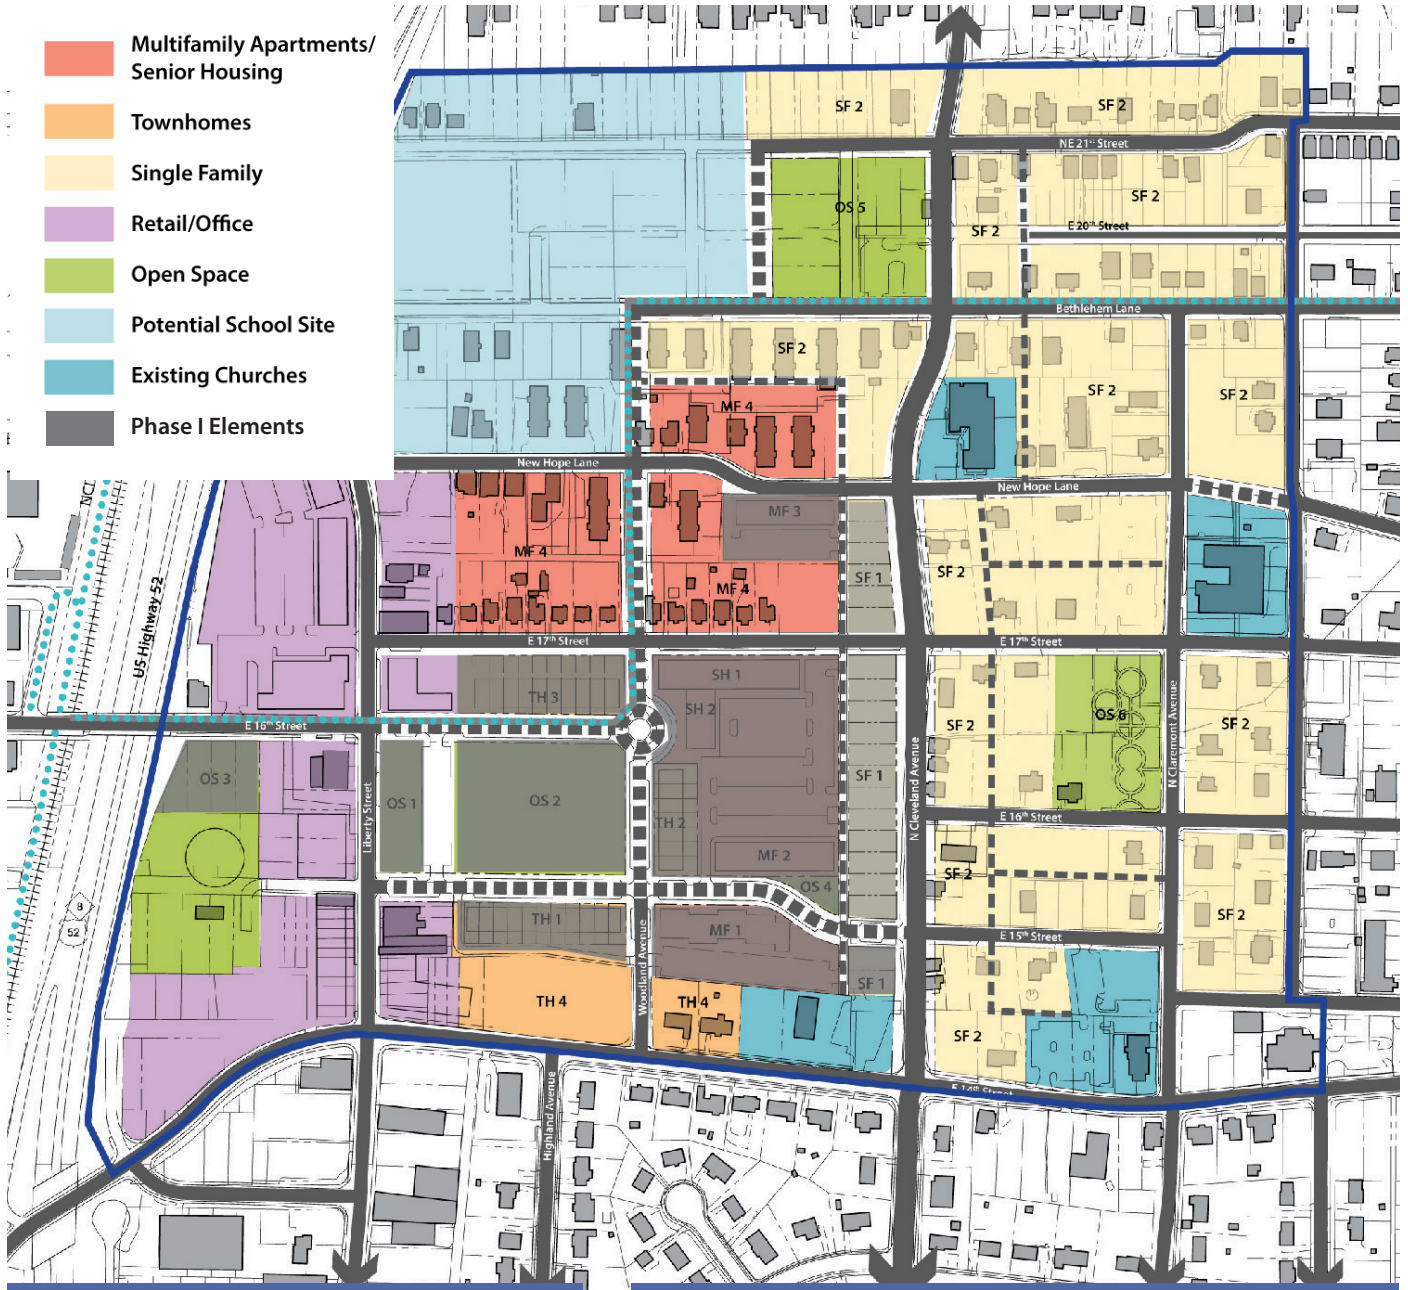 Multifamily Apartments/
Senior Housing
Townhomes
Single Family
Retail/Office
Open Space
Potential School Site
Existing Churches
Phase I Elements
SF 2
SF 2
NE 21st Street
SF 2
OS 5
E 20th Street
SF 2
Bethlehem Lane
SF 2
SF 2
SF 2
MF 4
New Hope Lane
New Hope Lane
MF 3
MF 4
SF 2
SF 1
MF 4
US Highway 52
E 17th Street
E 17th Street
SH 1
TH 3
SH 2
OS 6
SF 2
SF 2
E 16th Street
N Claremont Avenue
OS 3
SF 1
OS 1
OS 2
N Cleveland Avenue
Liberty Street
TH 2
E 16th Street
MF 2
SF 2
OS 4
8
52
TH 1
SF 2
MF 1
E 15th Street
Woodland Avenue
SF 1
TH 4
TH 4
SF 2
E 14th Street
Highland Avenue